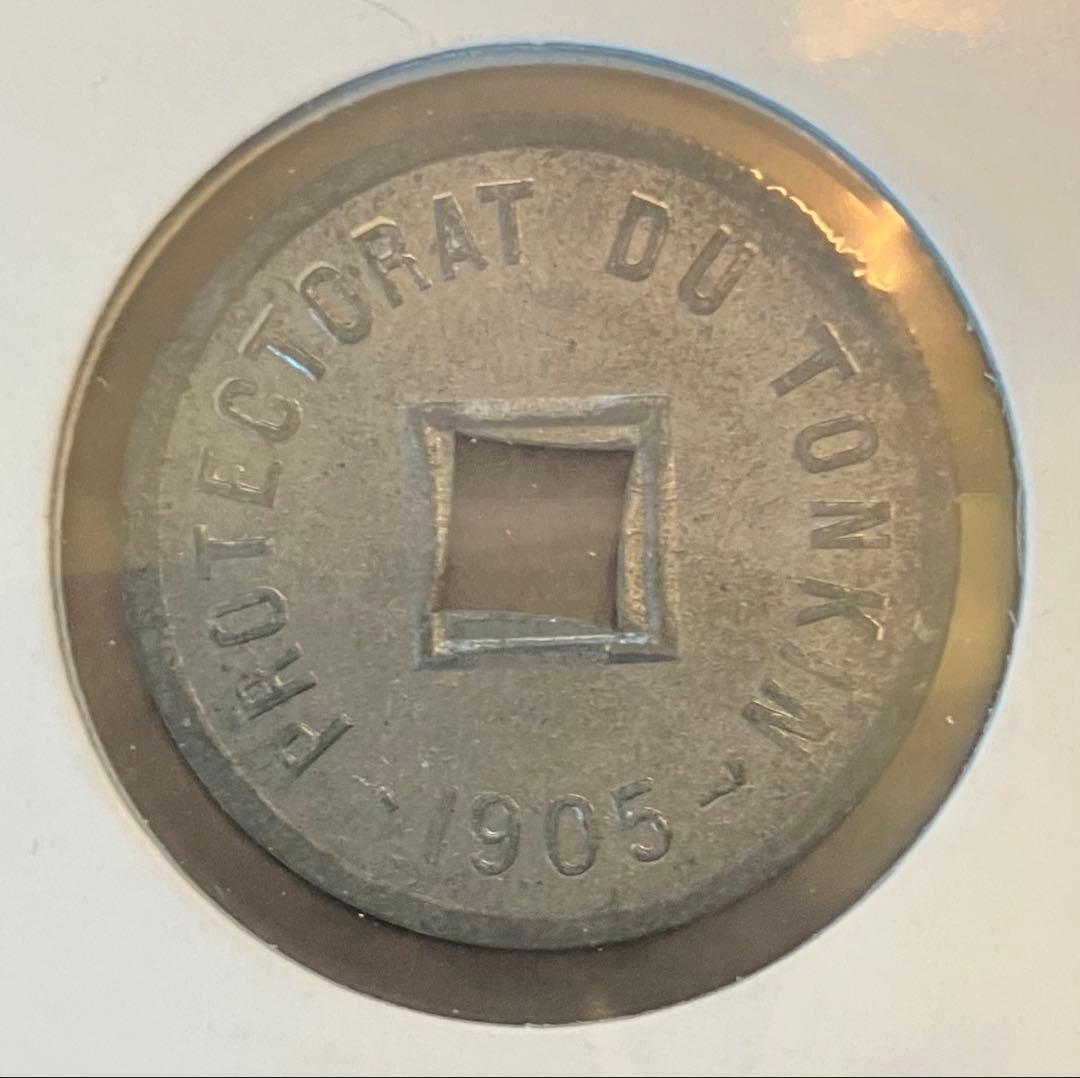 PROTECTORAT DU TONKIN
- 1905 -